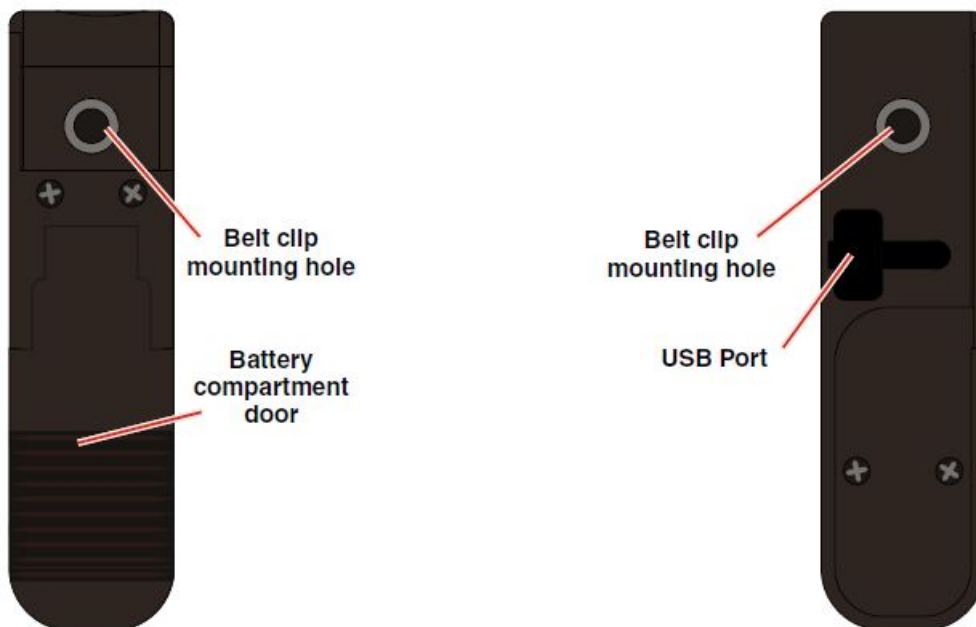 Belt clip
mounting hole
Battery
compartment
door
Belt clip
mounting hole
USB Port